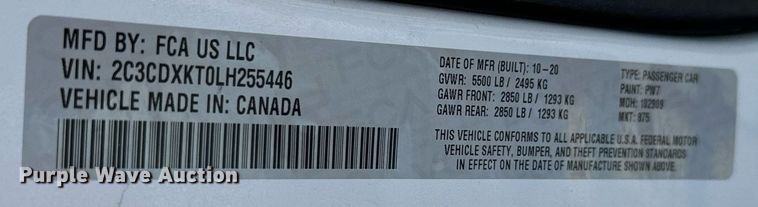 MFD BY: FCA US LLC
VIN: 2C3CDXKT0LH255446
VEHICLE MADE IN: CANADA
DATE OF MFR (BUILT): 10-20
GVWR: 5500 LB / 2495 KG
GAWR FRONT: 2850 LB / 1293 KG
GAWR REAR: 2850 LB / 1293 KG
TYPE: PASSENGER CAR
PAINT: PW7
MDH: 102909
MKT: 875
THIS VEHICLE CONFORMS TO ALL APPLICABLE U.S.A. FEDERAL MOTOR
VEHICLE SAFETY, BUMPER, AND THEFT PREVENTION STANDARDS
IN EFFECT ON THE DATE OF MANUFACTURE SHOWN ABOVE.
Purple Wave Auction